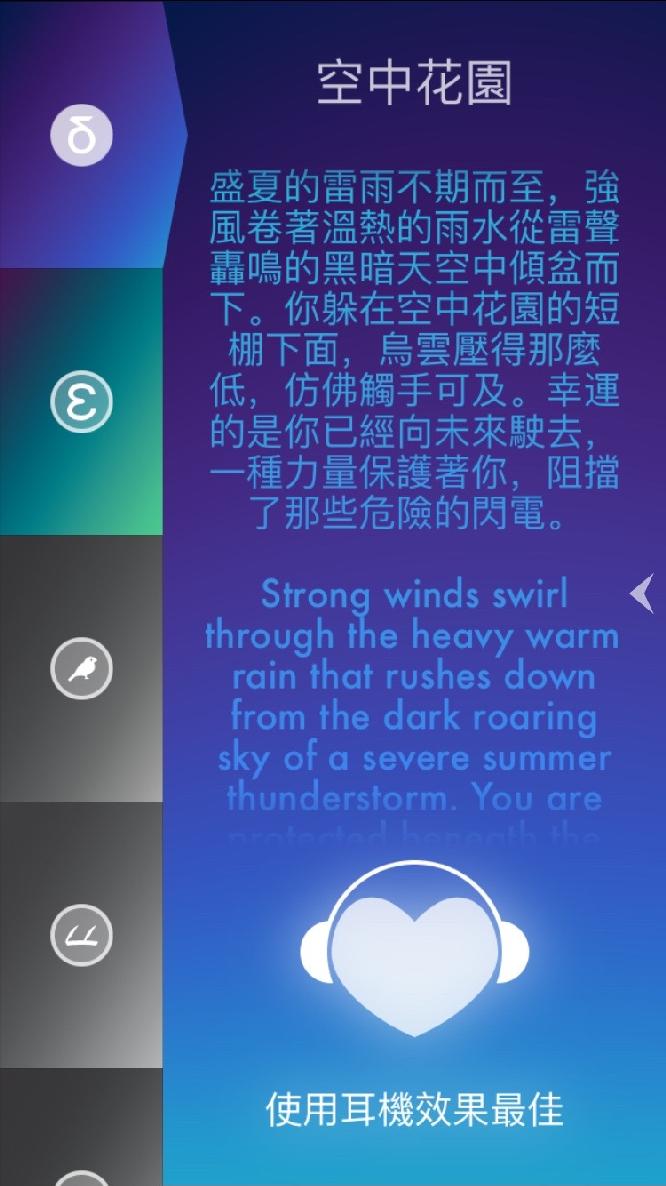 δ
空中花園
盛夏的雷雨不期而至，強
風卷著溫熱的雨水從雷聲
轟鳴的黑暗天空中傾盆而
下。你躲在空中花園的短
棚下面，烏雲壓得那麼
低，仿佛觸手可及。幸運
的是你已經向未來駛去，
一種力量保護著你，阻擋
了那些危險的閃電。
ε
Strong winds swirl
through the heavy warm
rain that rushes down
from the dark roaring
sky of a severe summer
thunderstorm. You are
protected beneath the
使用耳機效果最佳